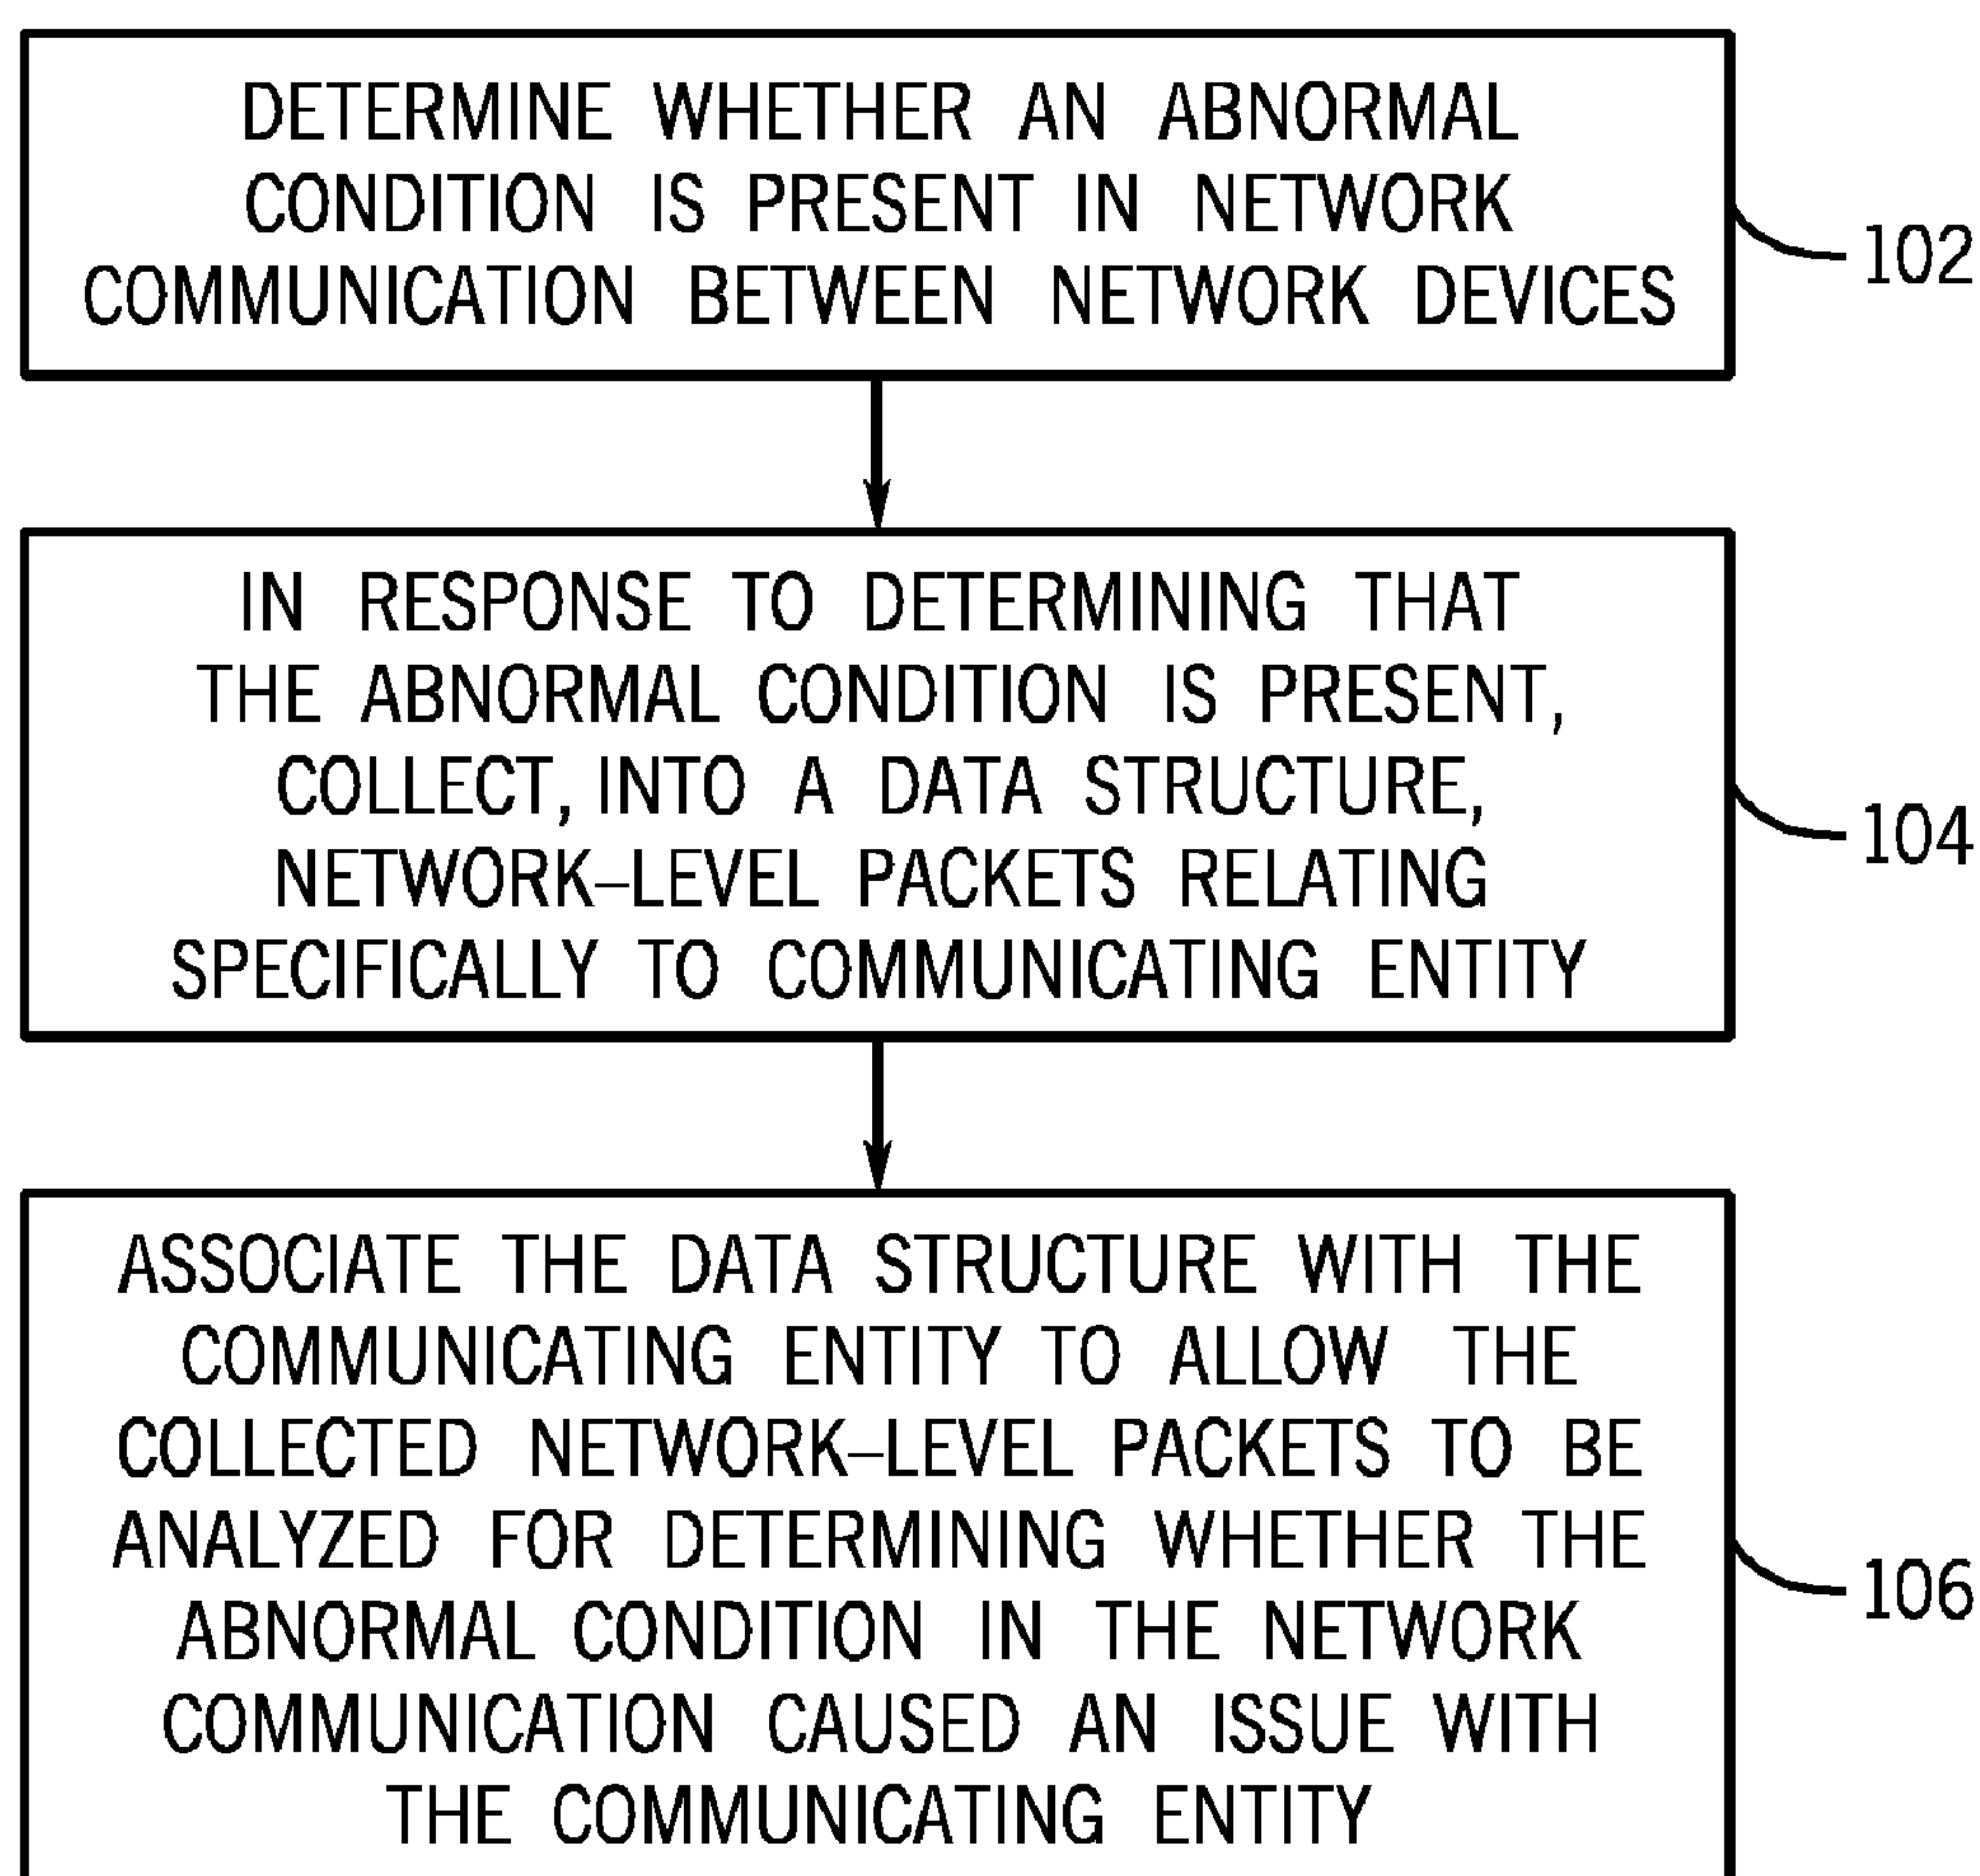 DETERMINE WHETHER AN ABNORMAL
CONDITION IS PRESENT IN NETWORK
COMMUNICATION BETWEEN NETWORK DEVICES
102
IN RESPONSE TO DETERMINING THAT
THE ABNORMAL CONDITION IS PRESENT,
COLLECT, INTO A DATA STRUCTURE,
NETWORK-LEVEL PACKETS RELATING
SPECIFICALLY TO COMMUNICATING ENTITY
104
ASSOCIATE THE DATA STRUCTURE WITH THE
COMMUNICATING ENTITY TO ALLOW THE
COLLECTED NETWORK-LEVEL PACKETS TO BE
ANALYZED FOR DETERMINING WHETHER THE
ABNORMAL CONDITION IN THE NETWORK
COMMUNICATION CAUSED AN ISSUE WITH
THE COMMUNICATING ENTITY
106